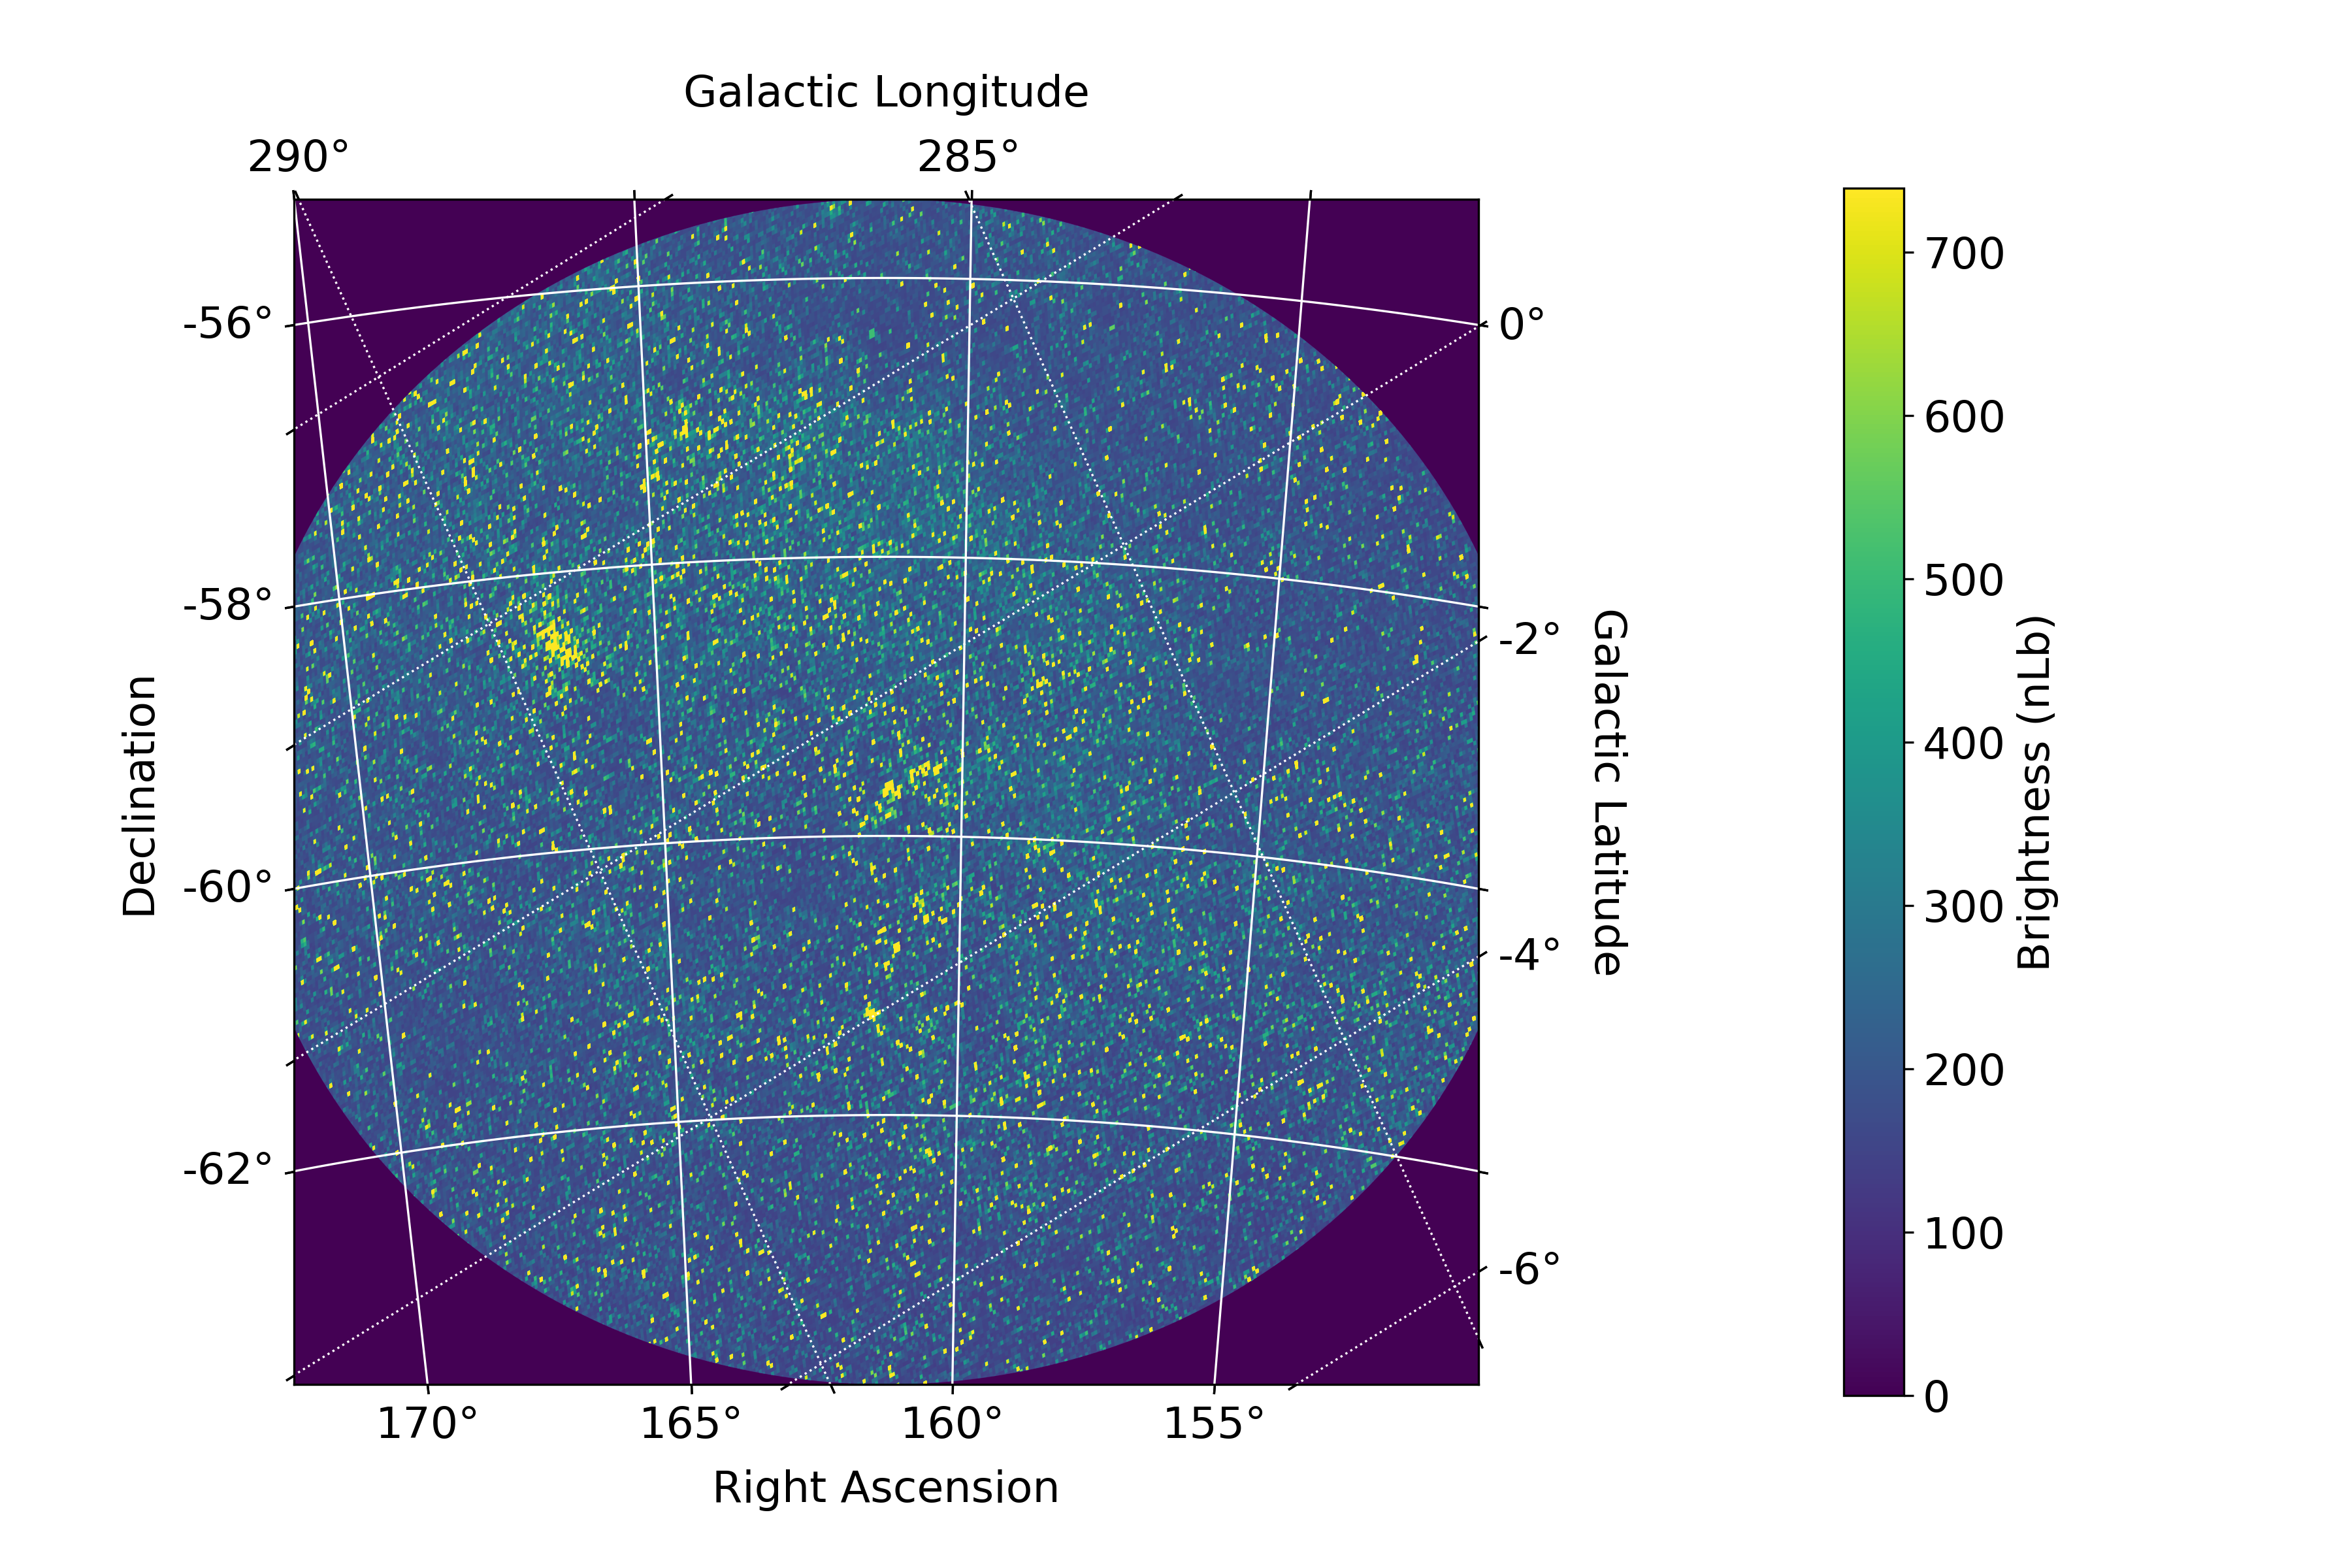 Galactic Longitude
290° 285°
-56°
-58°
-60°
-62°
Declination
0°
-2°
-4°
-6°
Galactic Latitude
170° 165° 160° 155°
Right Ascension
700
600
500
400
300
200
100
0
Brightness (nLb)